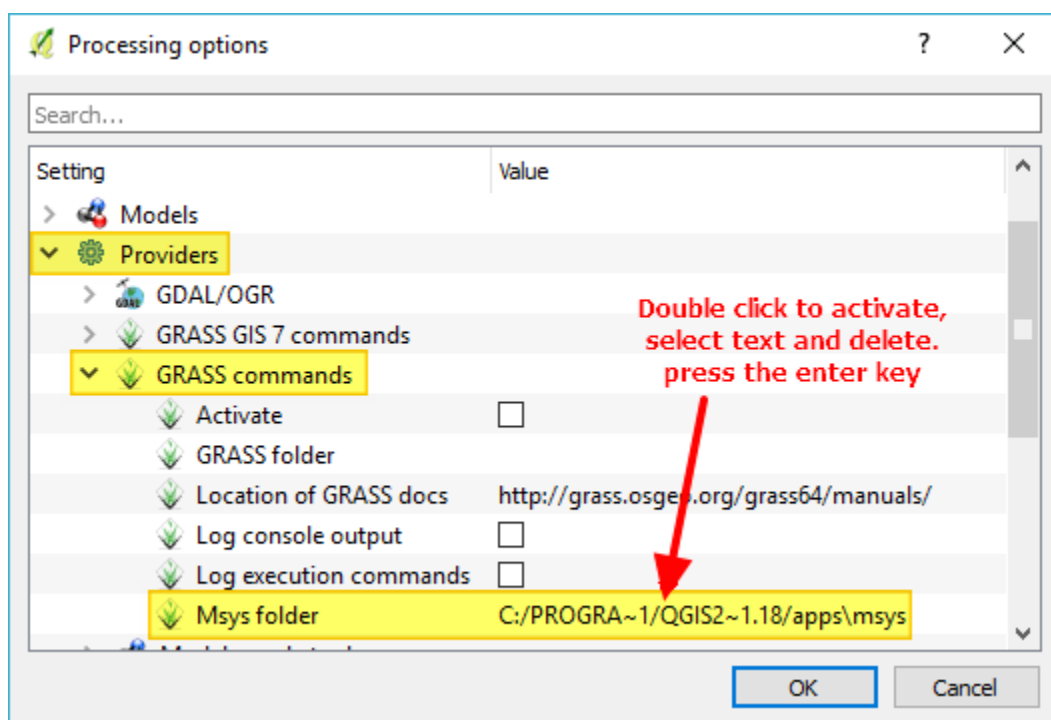 Processing options
?
Search...
Setting Value
Models
Providers
GDAL/OGR
GRASS GIS 7 commands
GRASS commands
Double click to activate,
select text and delete.
press the enter key
Activate
GRASS folder
Location of GRASS docs http://grass.osgeo.org/grass64/manuals/
Log console output
Log execution commands
Msys folder C:/PROGRA~1/QGIS2~1.18/apps\msys
OK Cancel